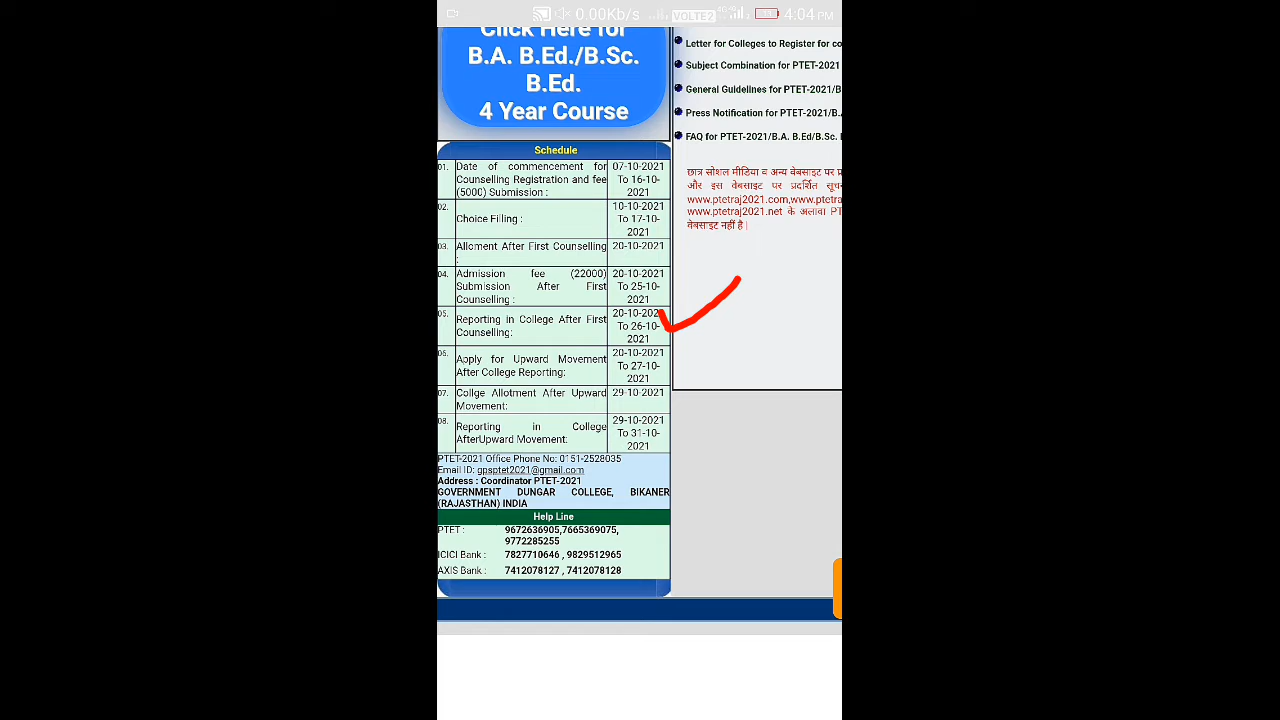 0.00Kb/s VOLTE2 4:04 PM
Click Here for
B.A. B.Ed./B.Sc.
B.Ed.
4 Year Course
Schedule
01. Date of commencement for Counselling Registration and fee (5000) Submission : 07-10-2021 To 16-10-2021
02. Choice Filling : 10-10-2021 To 17-10-2021
03. Alloment After First Counselling : 20-10-2021
04. Admission fee (22000) Submission After First Counselling : 20-10-2021 To 25-10-2021
05. Reporting in College After First Counselling: 20-10-2021 To 26-10-2021
06. Apply for Upward Movement After College Reporting: 20-10-2021 To 27-10-2021
07. Collge Allotment After Upward Movement: 29-10-2021
08. Reporting in College AfterUpward Movement: 29-10-2021 To 31-10-2021
PTET-2021 Office Phone No: 0151-2528035
Email ID: gpsptet2021@gmail.com
Address : Coordinator PTET-2021
GOVERNMENT DUNGAR COLLEGE, BIKANER
(RAJASTHAN) INDIA
Help Line
PTET : 9672636905,7665369075,
9772285255
ICICI Bank : 7827710646 , 9829512965
AXIS Bank : 7412078127 , 7412078128
Letter for Colleges to Register for co
Subject Combination for PTET-2021
General Guidelines for PTET-2021/B
Press Notification for PTET-2021/B.
FAQ for PTET-2021/B.A. B.Ed/B.Sc.
छात्र सोशल मीडिया व अन्य वेबसाइट पर
और इस वेबसाइट पर प्रदर्शित
www.ptetraj2021.com,www.ptetra
www.ptetraj2021.net के अलावा PT
वेबसाइट नहीं है|